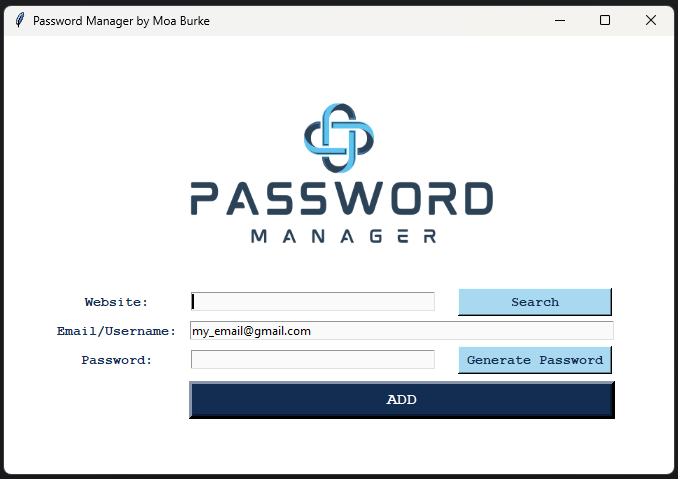 Password Manager by Moa Burke
PASSWORD
MANAGER
Website:
Search
Email/Username:
my_email@gmail.com
Password:
Generate Password
ADD